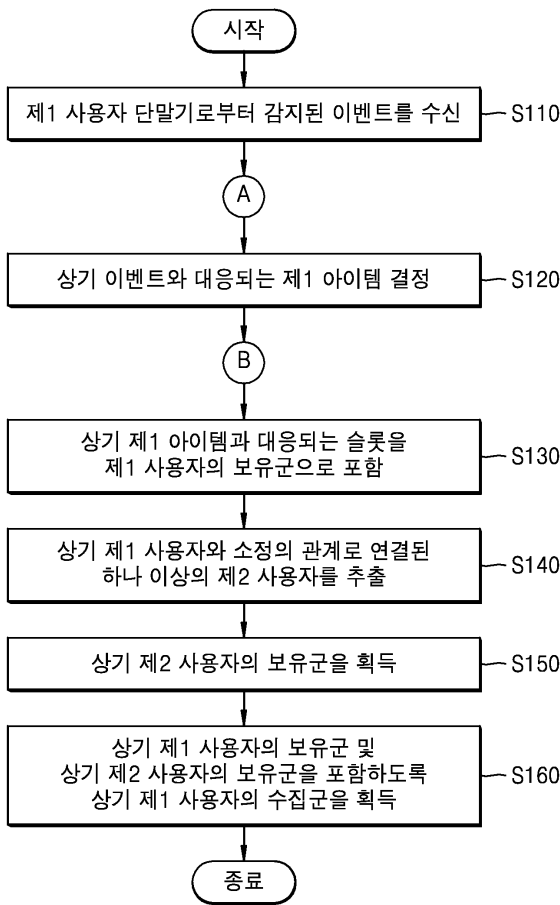 시작
제1 사용자 단말기로부터 감지된 이벤트를 수신
S110
A
상기 이벤트와 대응되는 제1 아이템 결정
S120
B
상기 제1 아이템과 대응되는 슬롯을
제1 사용자의 보유군으로 포함
S130
상기 제1 사용자와 소정의 관계로 연결된
하나 이상의 제2 사용자를 추출
S140
상기 제2 사용자의 보유군을 획득
S150
상기 제1 사용자의 보유군 및
상기 제2 사용자의 보유군을 포함하도록
상기 제1 사용자의 수집군을 획득
S160
종료